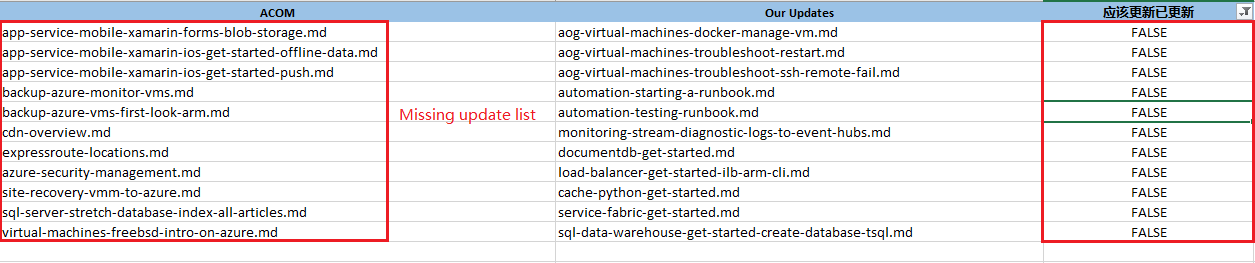 ACOM Our Updates 应该更新已更新
app-service-mobile-xamarin-forms-blob-storage.md aog-virtual-machines-docker-manage-vm.md FALSE
app-service-mobile-xamarin-ios-get-started-offline-data.md aog-virtual-machines-troubleshoot-restart.md FALSE
app-service-mobile-xamarin-ios-get-started-push.md aog-virtual-machines-troubleshoot-ssh-remote-fail.md FALSE
backup-azure-monitor-vms.md automation-starting-a-runbook.md FALSE
backup-azure-vms-first-look-arm.md Missing update list automation-testing-runbook.md FALSE
cdn-overview.md monitoring-stream-diagnostic-logs-to-event-hubs.md FALSE
expressroute-locations.md documentdb-get-started.md FALSE
azure-security-management.md load-balancer-get-started-ilb-arm-cli.md FALSE
site-recovery-vmm-to-azure.md cache-python-get-started.md FALSE
sql-server-stretch-database-index-all-articles.md service-fabric-get-started.md FALSE
virtual-machines-freebsd-intro-on-azure.md sql-data-warehouse-get-started-create-database-tsql.md FALSE